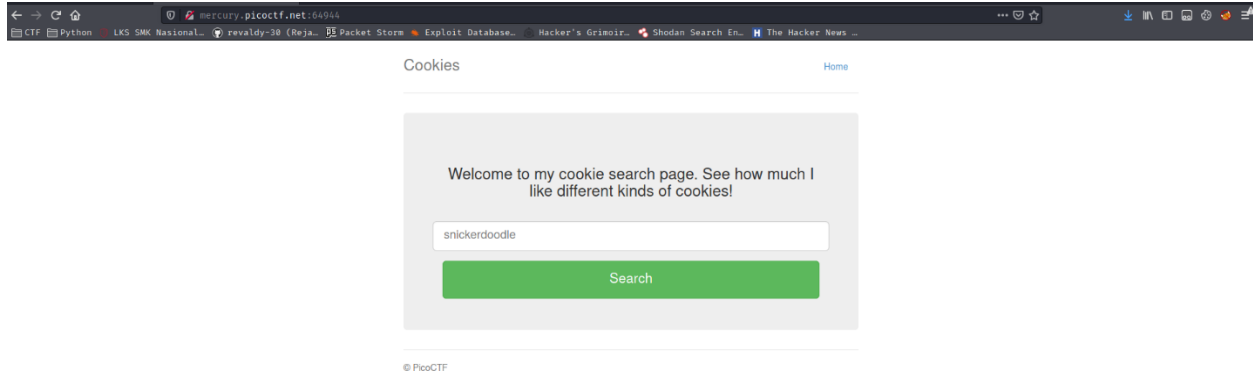 mercury.picoctf.net:64944
CTF Python LKS SMK Nasional… revaldy-30 (Reja… Packet Storm Exploit Database… Hacker's Grimoir… Shodan Search En… The Hacker News …
Cookies Home
Welcome to my cookie search page. See how much I
like different kinds of cookies!
snickerdoodle
Search
© PicoCTF